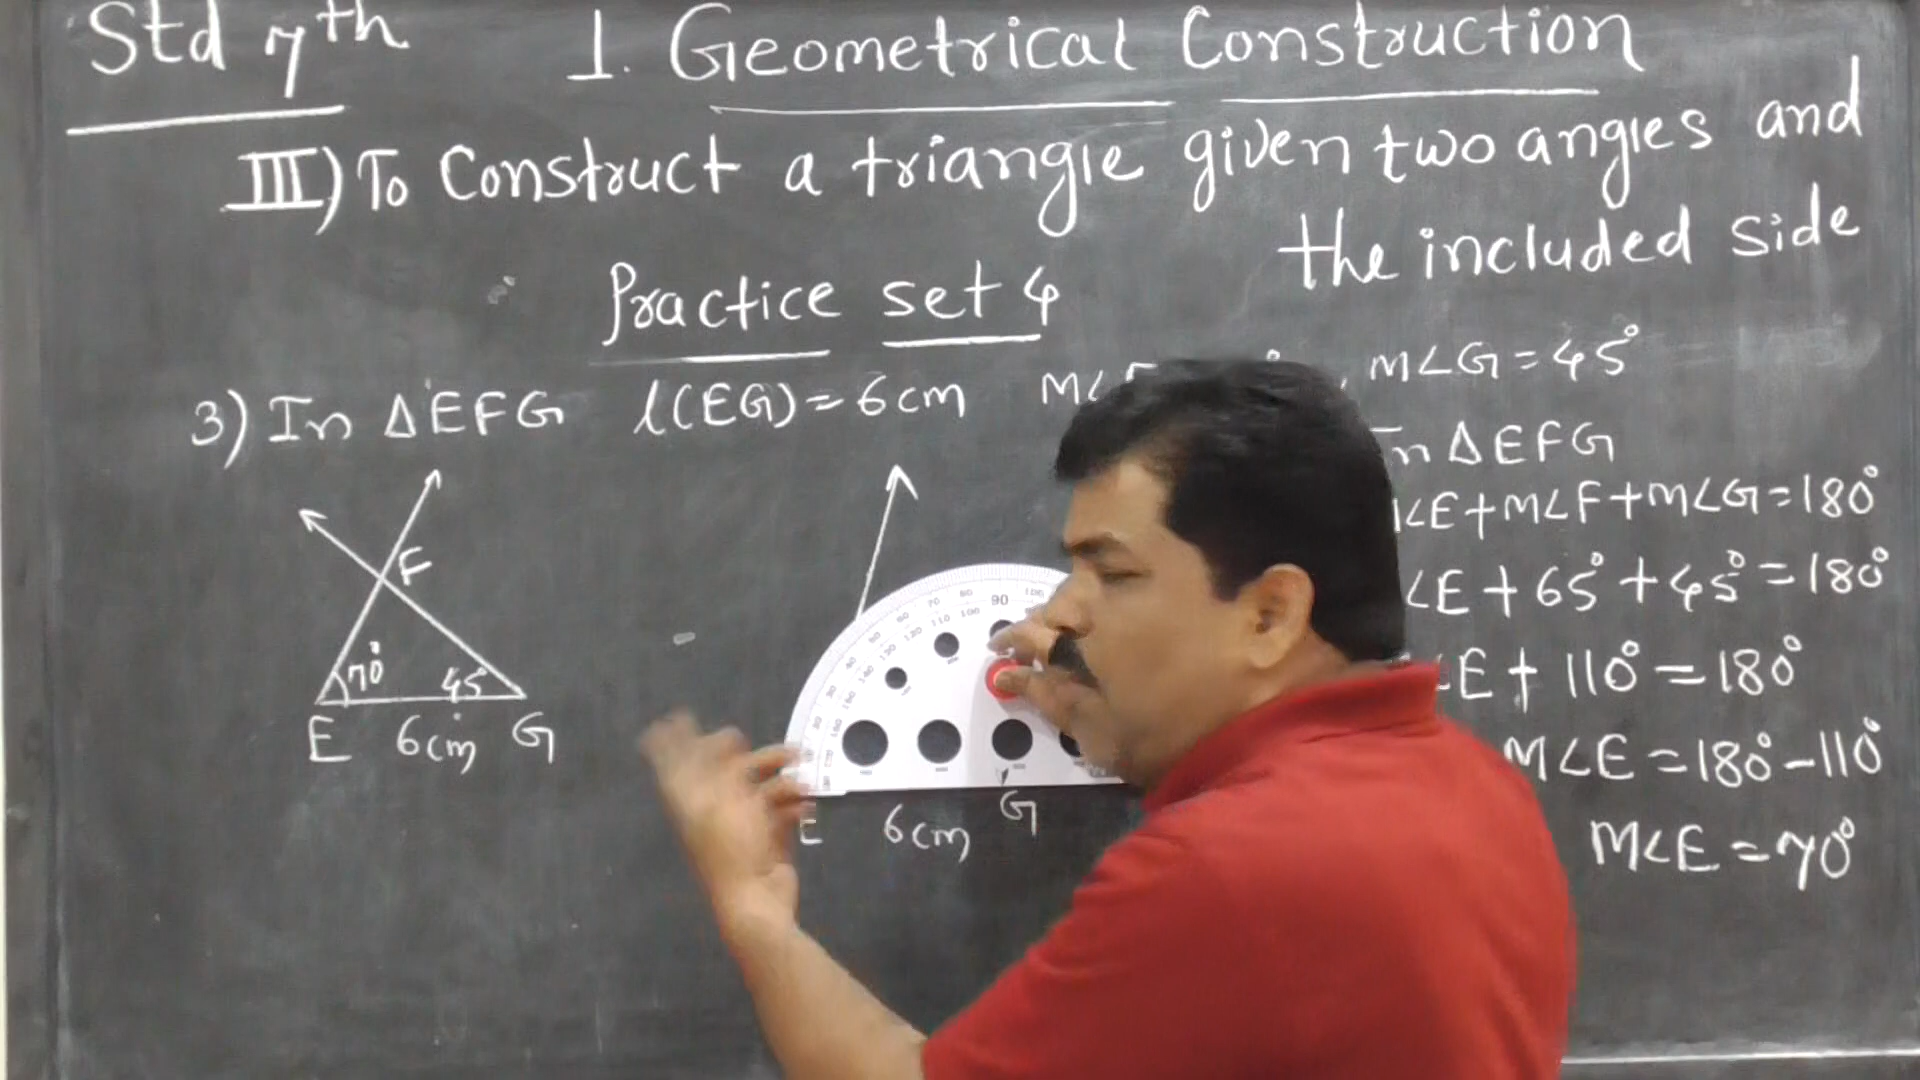 Std 7th 1. Geometrical Construction
III) To Construct a triangle given two angles and
the included side
Practice set 4
3) In ΔEFG l(EG) = 6cm m∠ , m∠G = 45°
F
70° 45°
E 6cm G
90
E 6cm G
In ΔEFG
∠E + m∠F + m∠G = 180°
∠E + 65° + 45° = 180°
∠E + 110° = 180°
m∠E = 180° - 110°
m∠E = 70°